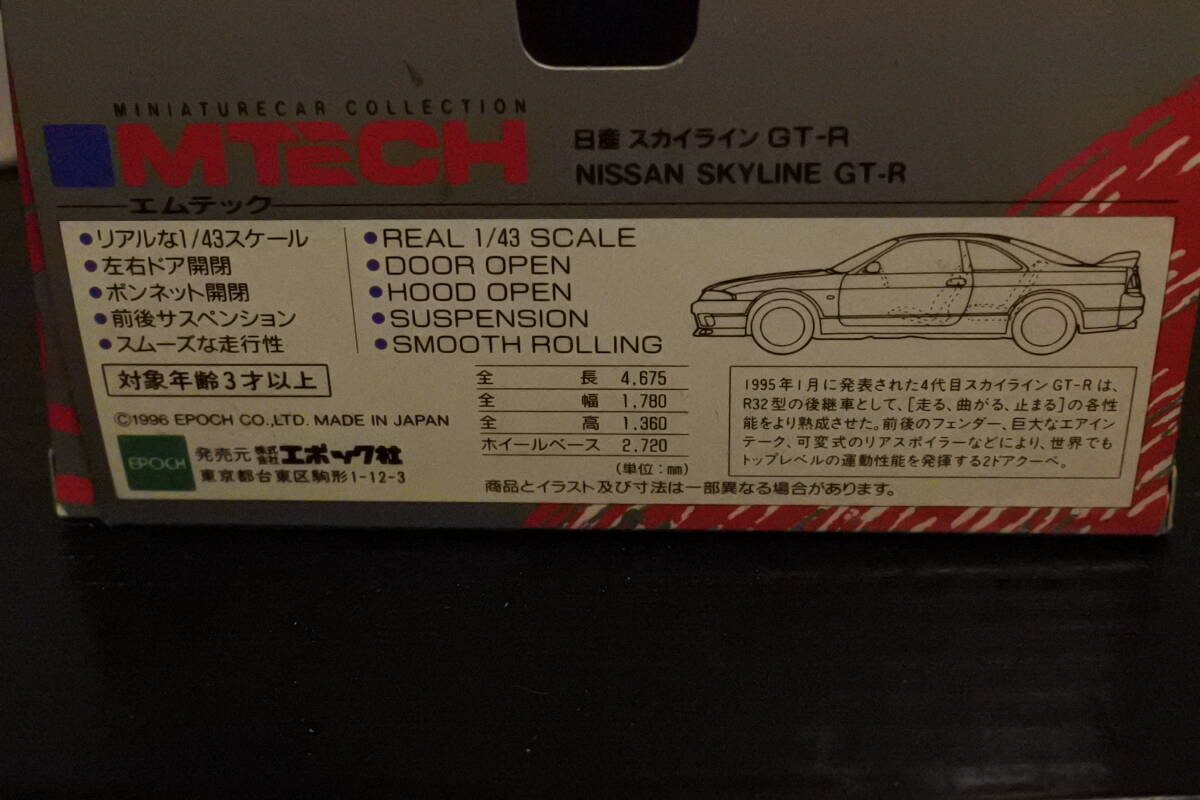 MINIATURECAR COLLECTION
MTECH
エムテック
日産 スカイライン GT-R
NISSAN SKYLINE GT-R
●リアルな1/43スケール
●左右ドア開閉
●ボンネット開閉
●前後サスペンション
●スムーズな走行性
●REAL 1/43 SCALE
●DOOR OPEN
●HOOD OPEN
●SUSPENSION
●SMOOTH ROLLING
対象年齢3才以上
©1996 EPOCH CO.,LTD. MADE IN JAPAN
EPOCH
発売元 株式会社 エポック社
東京都台東区駒形1-12-3
全長 4,675
全幅 1,780
全高 1,360
ホイールベース 2,720
(単位:㎜)
1995年1月に発表された4代目スカイラインGT-Rは、
R32型の後継車として、[走る、曲がる、止まる]の各性
能をより熟成させた。前後のフェンダー、巨大なエアイン
テーク、可変式のリアスポイラーなどにより、世界でも
トップレベルの運動性能を発揮する2ドアクーペ。
商品とイラスト及び寸法は一部異なる場合があります。